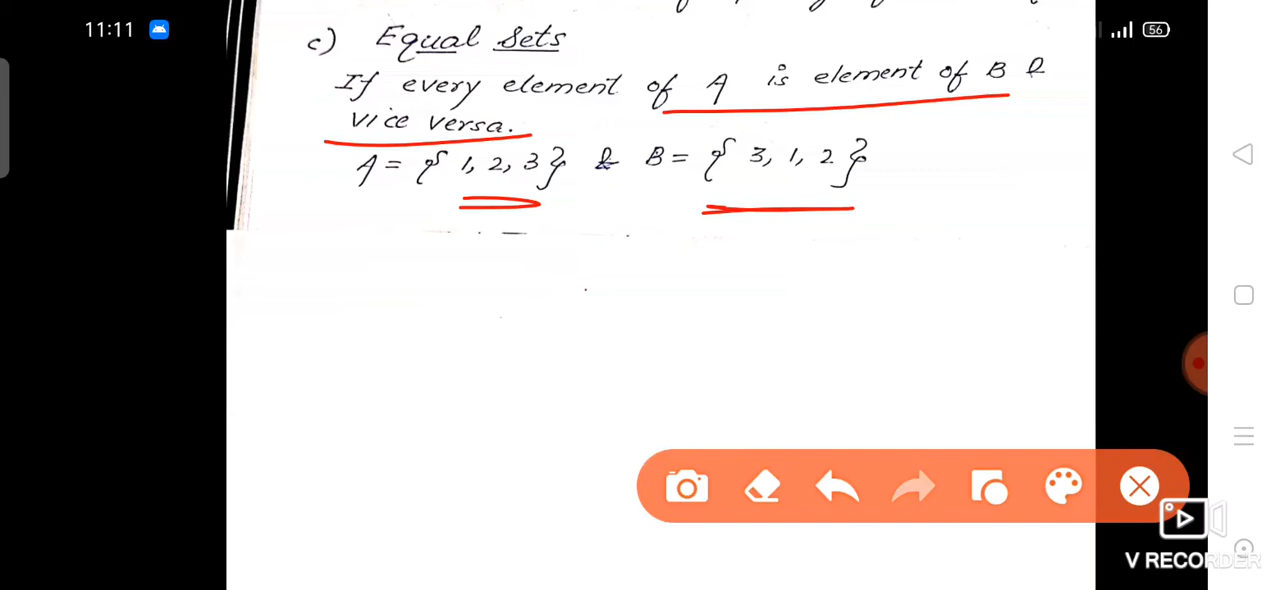 11:11
56
c) Equal Sets
If every element of A is element of B &
vice versa.
A = { 1, 2, 3 } & B = { 3, 1, 2 }
V RECORDER